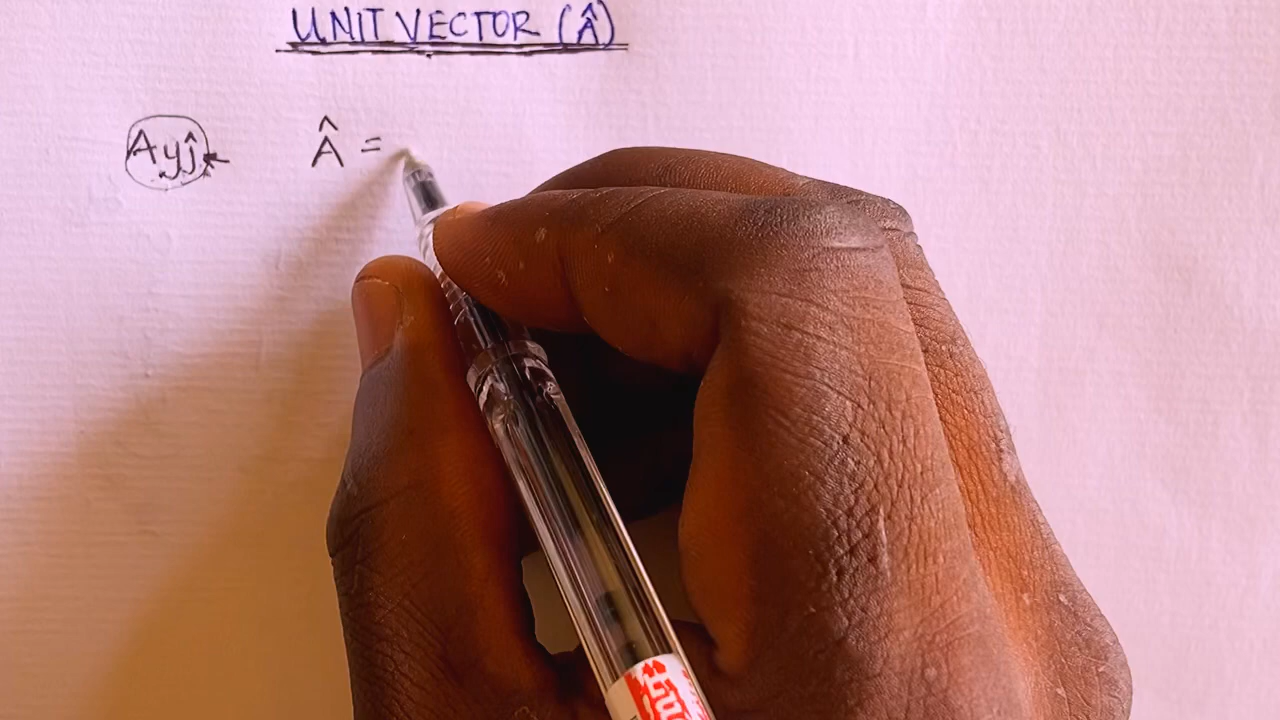 UNIT VECTOR (Â)
Ayĵ Â =